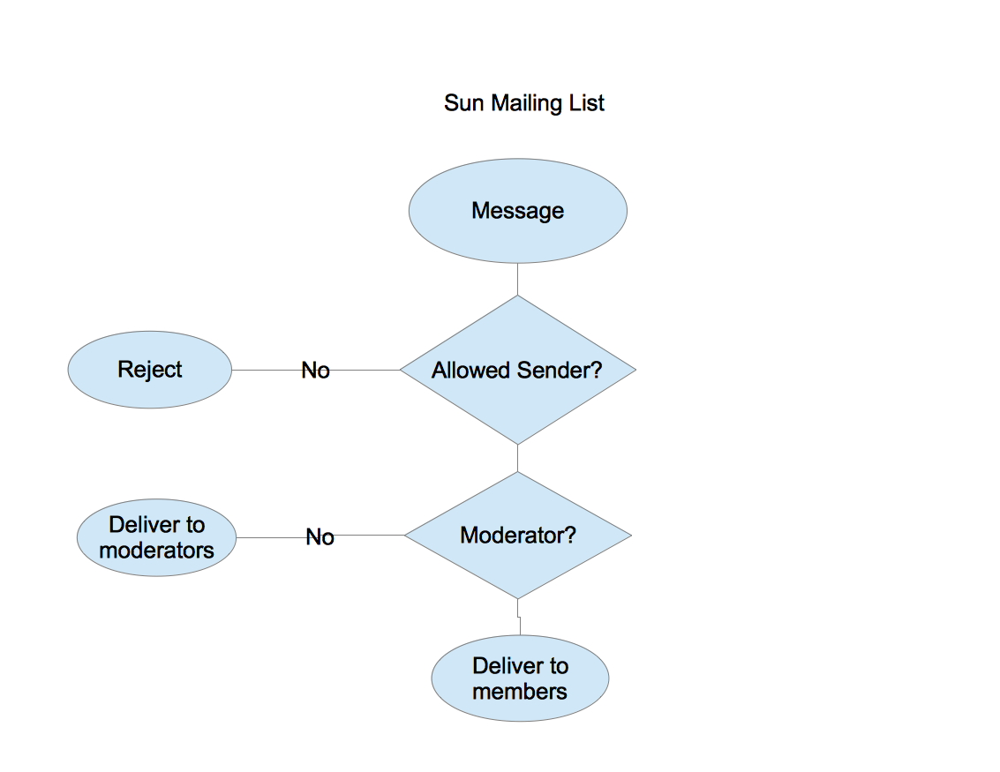 Sun Mailing List
Message
Allowed Sender?
No
Reject
Moderator?
No
Deliver to
moderators
Deliver to
members